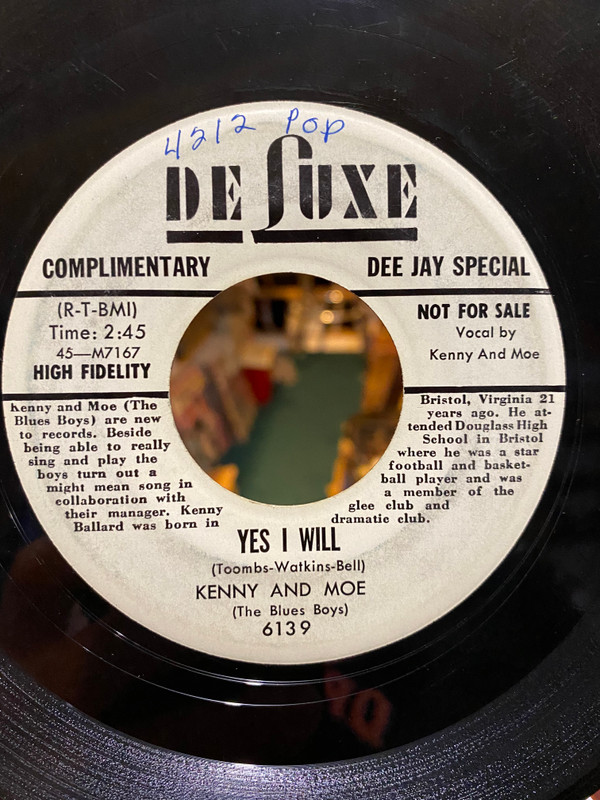 4212 Pop
DE LUXE
COMPLIMENTARY
DEE JAY SPECIAL
(R-T-BMI)
Time: 2:45
45—M7167
HIGH FIDELITY
NOT FOR SALE
Vocal by
Kenny And Moe
Kenny and Moe (The
Blues Boys) are new
to records. Beside
being able to really
sing and play the
boys turn out a
might mean song in
collaboration with
their manager. Kenny
Ballard was born in
Bristol, Virginia 21
years ago. He at-
tended Douglass High
School in Bristol
where he was a star
football and basket-
ball player and was
a member of the
glee club and
dramatic club.
YES I WILL
(Toombs-Watkins-Bell)
KENNY AND MOE
(The Blues Boys)
6139